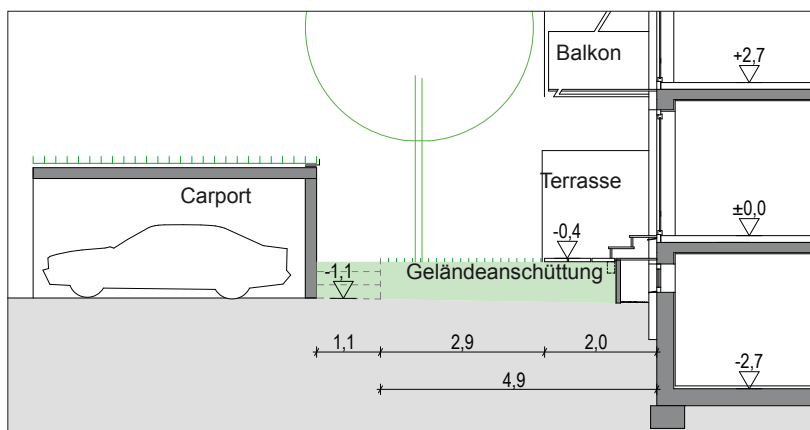 Balkon
+2,7
Carport
Terrasse
±0,0
-0,4
-1,1
Geländeanschüttung
1,1
2,9
2,0
4,9
-2,7